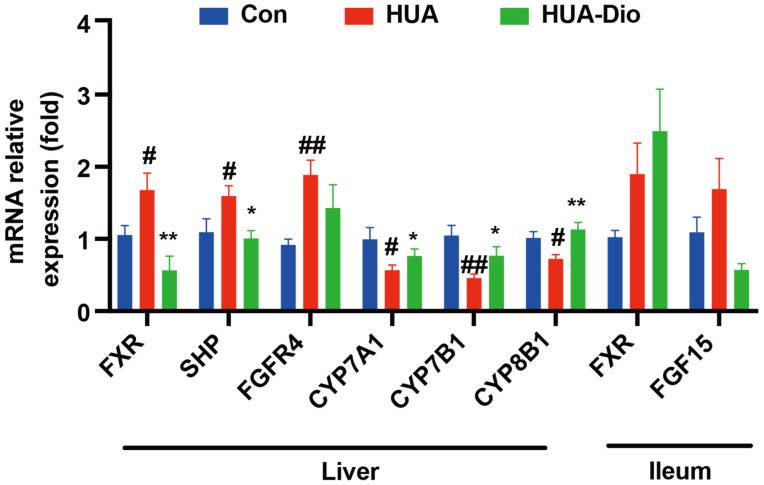 Con HUA HUA-Dio
mRNA relative
expression (fold)
4
3
2
1
0
# ** # * ## # * ## * # **
FXR SHP FGFR4 CYP7A1 CYP7B1 CYP8B1 FXR FGF15
Liver Ileum